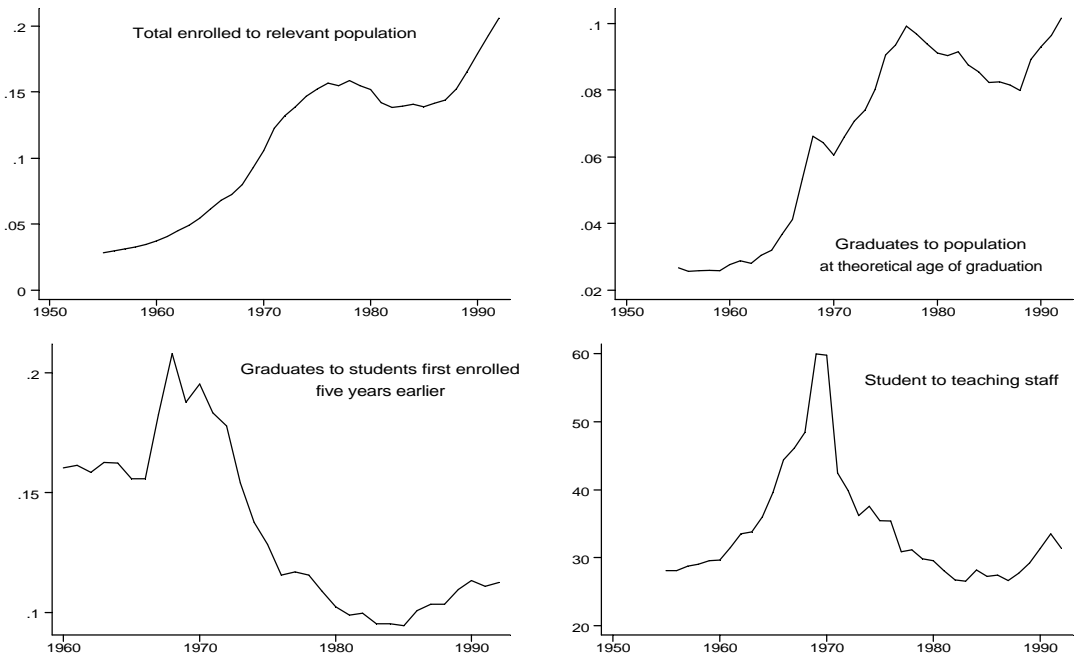 Total enrolled to relevant population
.2
.15
.1
.05
0
1950 1960 1970 1980 1990
Graduates to population
at theoretical age of graduation
.1
.08
.06
.04
.02
1950 1960 1970 1980 1990
Graduates to students first enrolled
five years earlier
.2
.15
.1
1960 1970 1980 1990
Student to teaching staff
60
50
40
30
20
1950 1960 1970 1980 1990